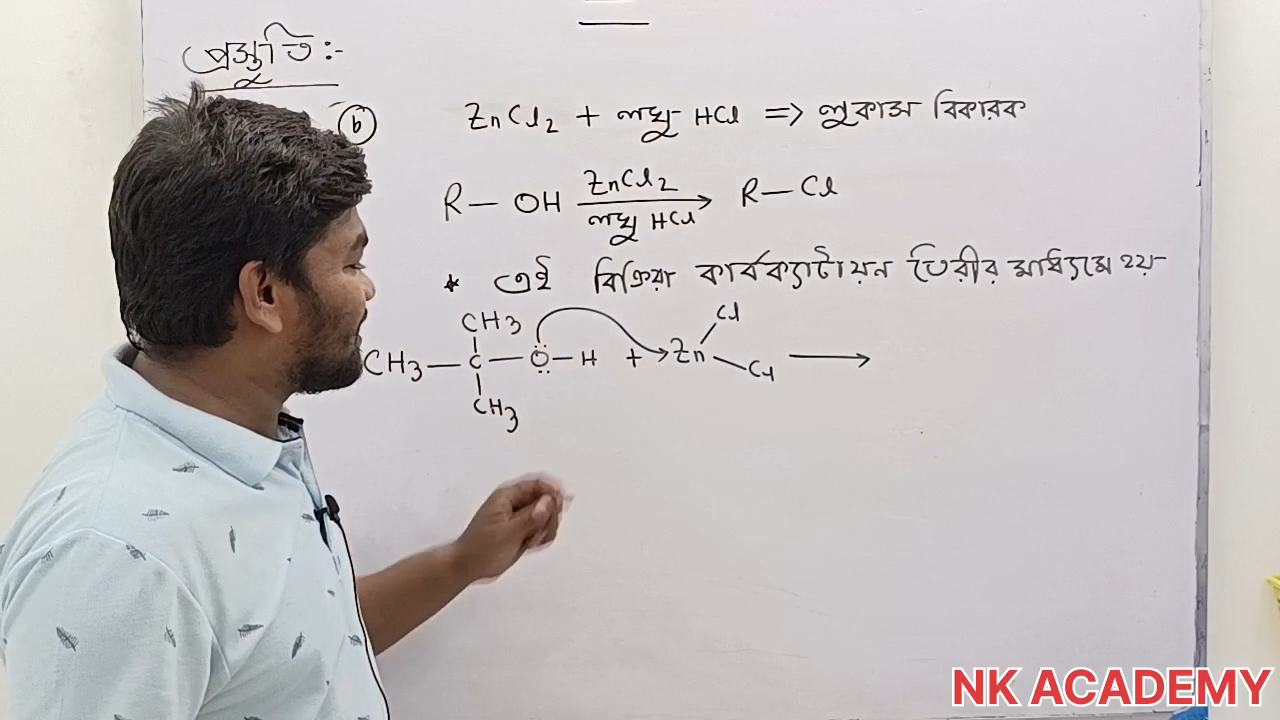 প্রস্তুতি :-
(b) ZnCl2 + লঘু HCl => লুকাস বিকারক
R — OH ZnCl2 লঘু HCl → R — Cl
* এই বিক্রিয়া কার্বক্যাটায়ন তৈরীর মাধ্যমে হয়-
CH3
CH3 — C — Ö — H + Zn Cl Cl →
CH3
NK ACADEMY